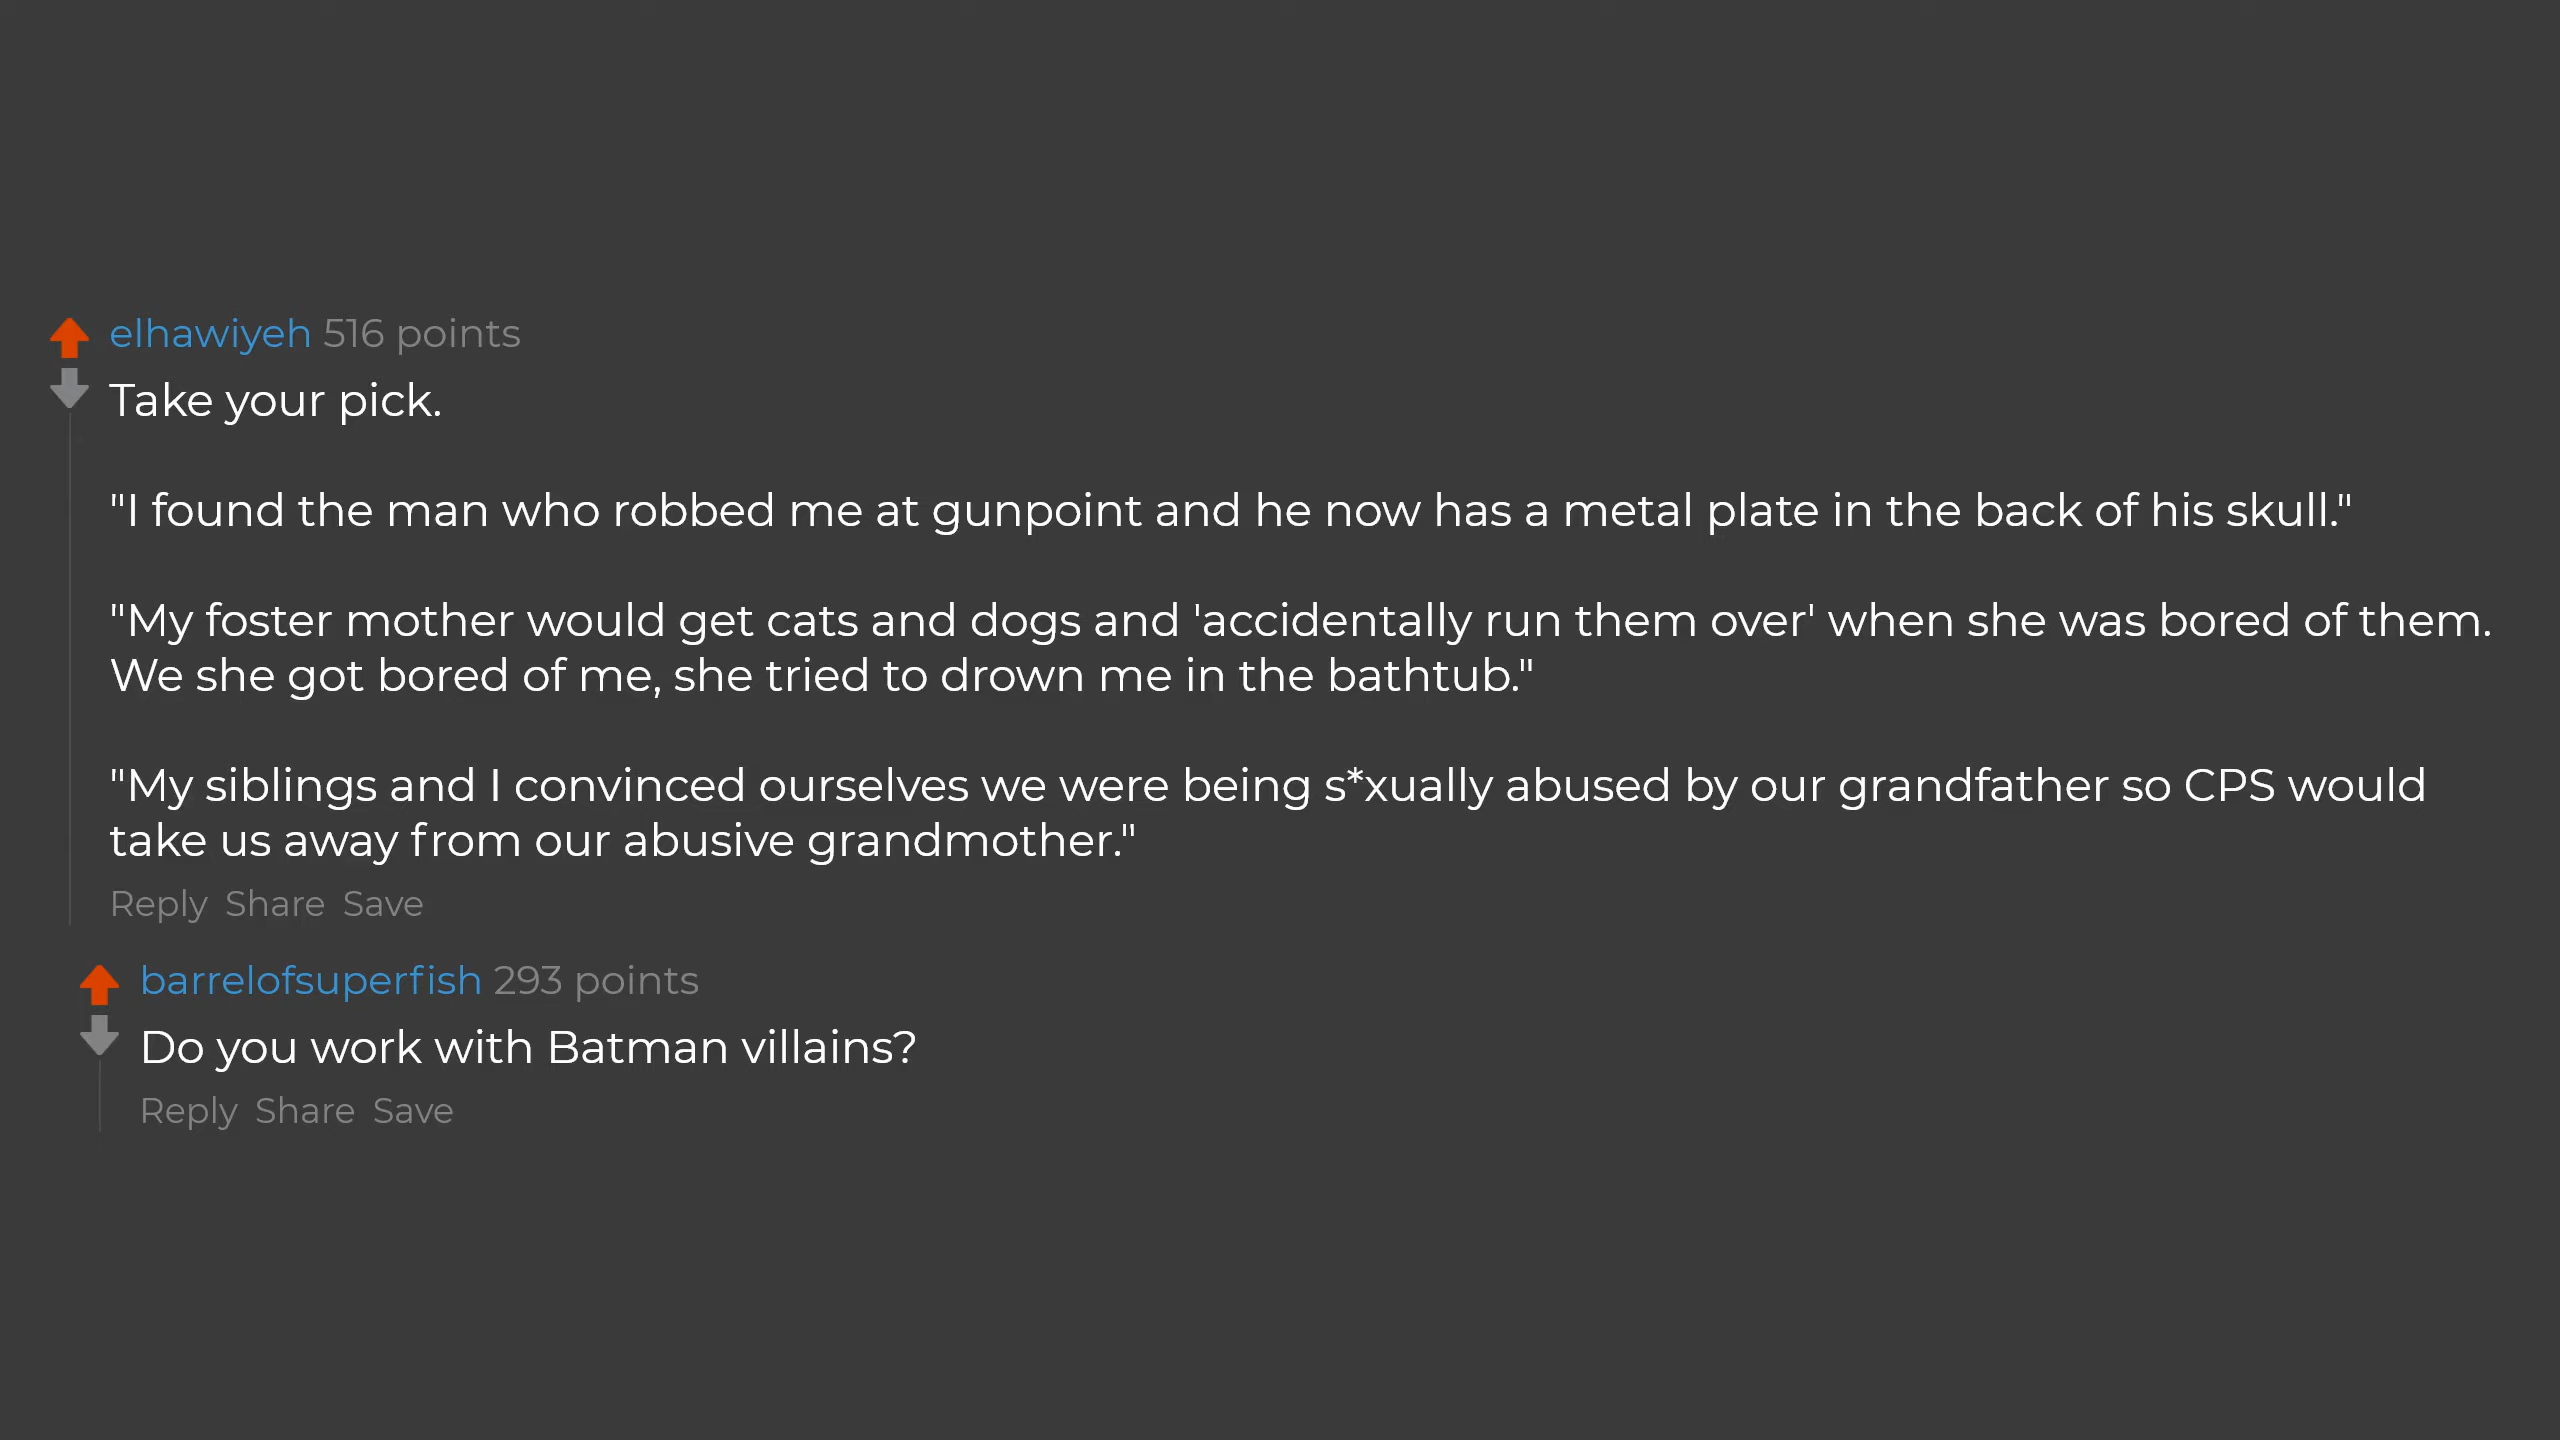 elhawiyeh 516 points
Take your pick.
"I found the man who robbed me at gunpoint and he now has a metal plate in the back of his skull."
"My foster mother would get cats and dogs and 'accidentally run them over' when she was bored of them.
We she got bored of me, she tried to drown me in the bathtub."
"My siblings and I convinced ourselves we were being s*xually abused by our grandfather so CPS would
take us away from our abusive grandmother."
Reply Share Save
barrelofsuperfish 293 points
Do you work with Batman villains?
Reply Share Save